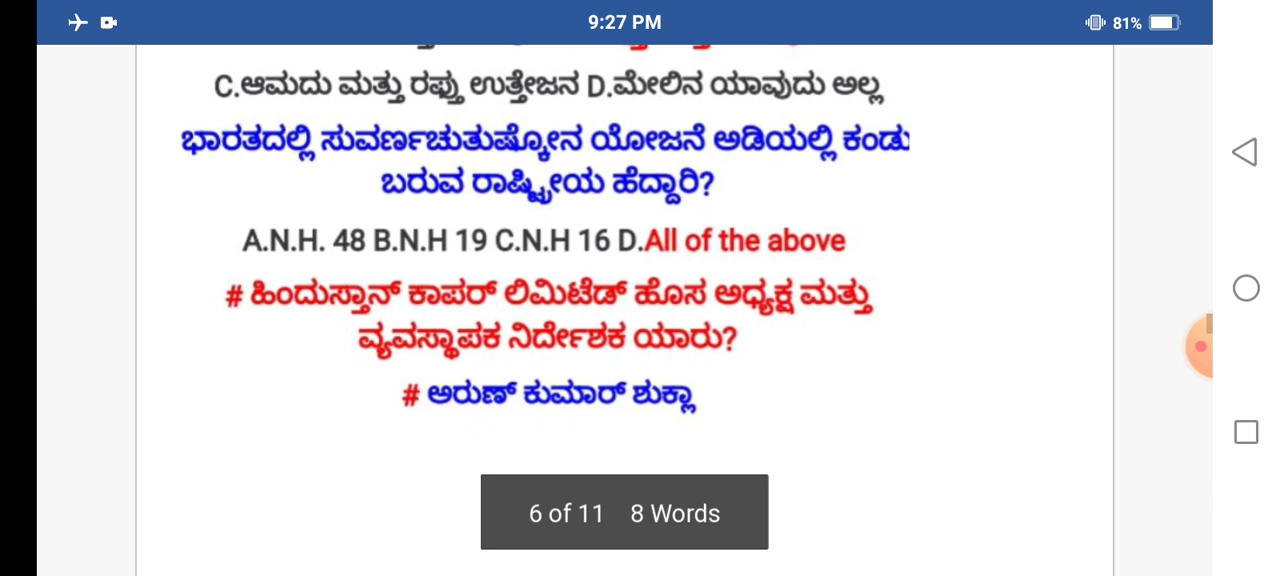 9:27 PM
81%
C.ಆಮದು ಮತ್ತು ರಫ್ತು ಉತ್ತೇಜನ D.ಮೇಲಿನ ಯಾವುದು ಅಲ್ಲ
ಭಾರತದಲ್ಲಿ ಸುವರ್ಣಚುತುಷ್ಕೋನ ಯೋಜನೆ ಅಡಿಯಲ್ಲಿ ಕಂಡು
ಬರುವ ರಾಷ್ಟ್ರೀಯ ಹೆದ್ದಾರಿ?
A.N.H. 48 B.N.H 19 C.N.H 16 D.All of the above
# ಹಿಂದುಸ್ತಾನ್ ಕಾಪರ್ ಲಿಮಿಟೆಡ್ ಹೊಸ ಅಧ್ಯಕ್ಷ ಮತ್ತು
ವ್ಯವಸ್ಥಾಪಕ ನಿರ್ದೇಶಕ ಯಾರು?
# ಅರುಣ್ ಕುಮಾರ್ ಶುಕ್ಲಾ
6 of 11 8 Words